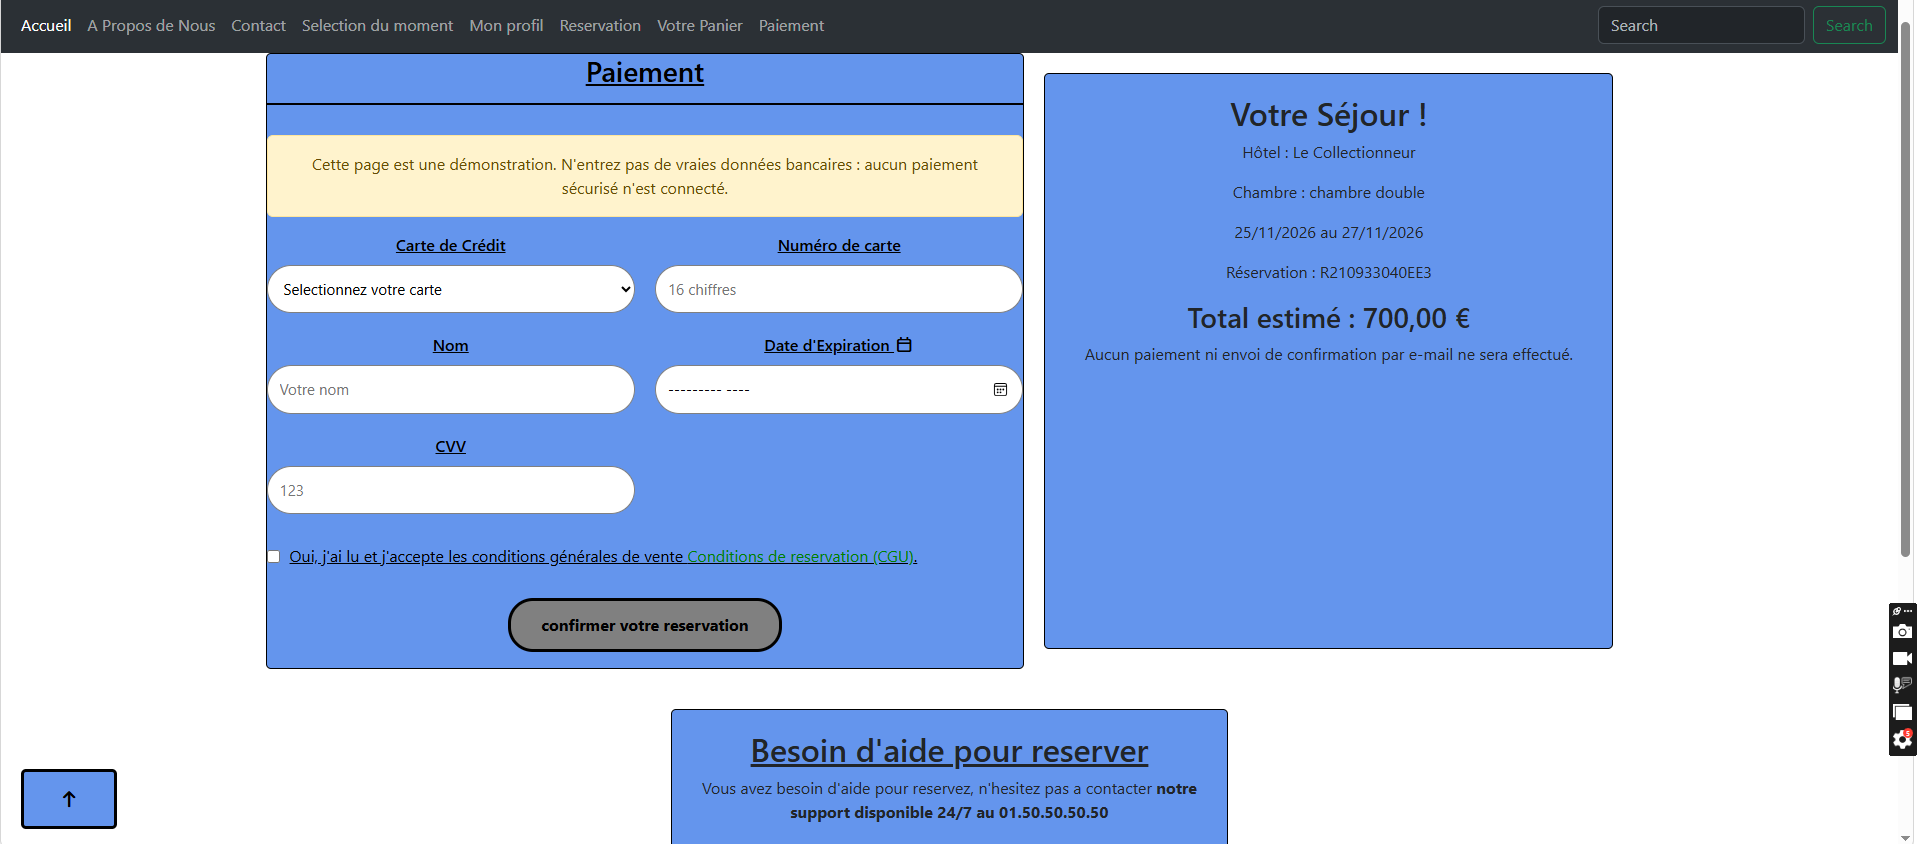 Accueil A Propos de Nous Contact Selection du moment Mon profil Reservation Votre Panier Paiement Search Search
Paiement
Cette page est une démonstration. N'entrez pas de vraies données bancaires : aucun paiement
sécurisé n'est connecté.
Carte de Crédit
Selectionnez votre carte
Numéro de carte
16 chiffres
Nom
Votre nom
Date d'Expiration
--------- ----
CVV
123
Oui, j'ai lu et j'accepte les conditions générales de vente Conditions de reservation (CGU).
confirmer votre reservation
Votre Séjour !
Hôtel : Le Collectionneur
Chambre : chambre double
25/11/2026 au 27/11/2026
Réservation : R210933040EE3
Total estimé : 700,00 €
Aucun paiement ni envoi de confirmation par e-mail ne sera effectué.
Besoin d'aide pour reserver
Vous avez besoin d'aide pour reservez, n'hesitez pas a contacter notre
support disponible 24/7 au 01.50.50.50.50
5